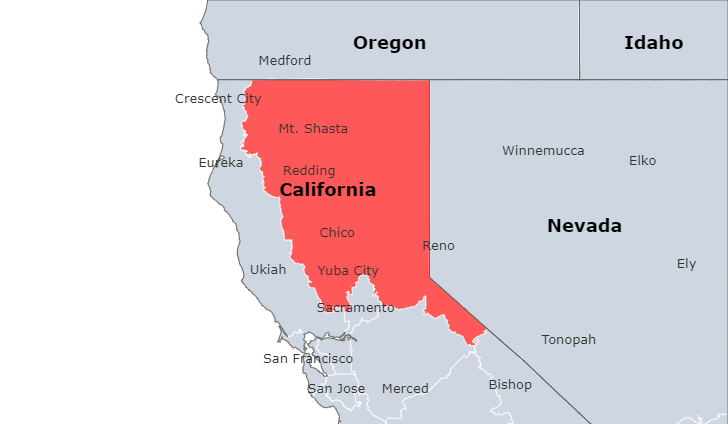 Oregon
Idaho
Medford
Crescent City
Mt. Shasta
Winnemucca
Elko
Eureka
Redding
California
Nevada
Chico
Reno
Ely
Ukiah
Yuba City
Sacramento
Tonopah
San Francisco
San Jose
Merced
Bishop